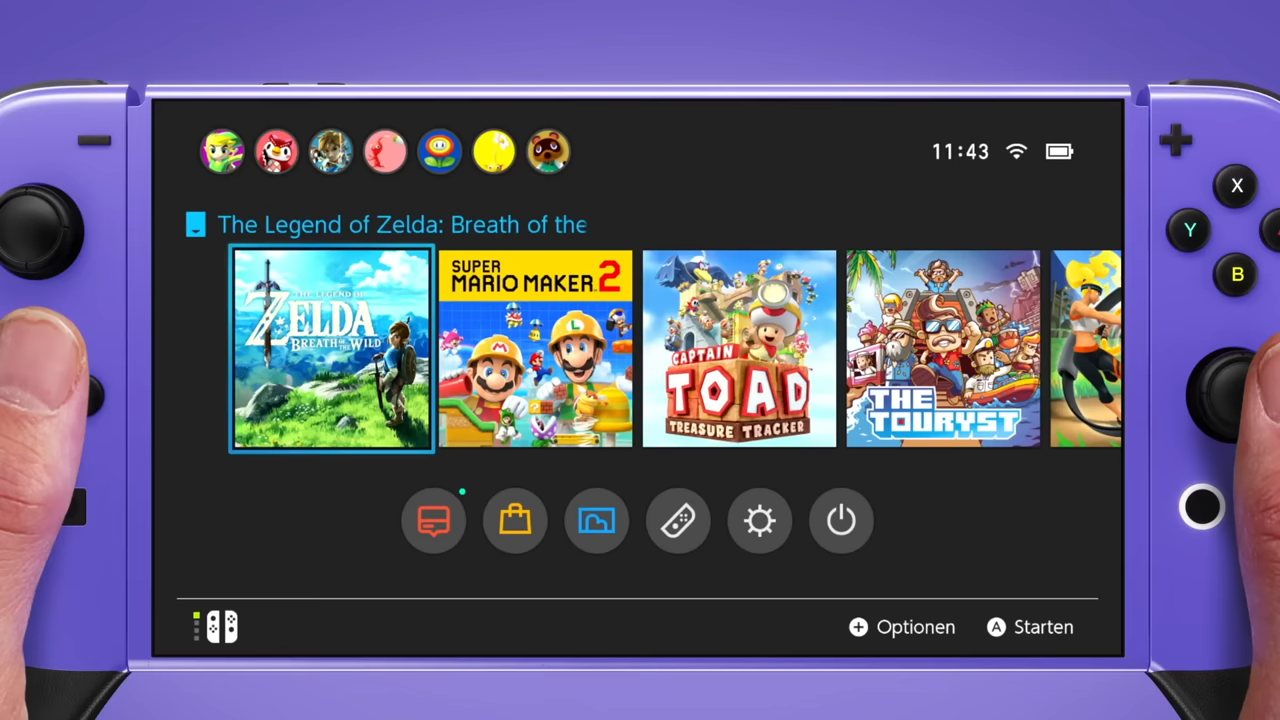 11:43
The Legend of Zelda: Breath of the
THE LEGEND OF
ZELDA
BREATH OF THE WILD
SUPER
MARIO MAKER 2
CAPTAIN
TOAD
TREASURE TRACKER
THE
TOURYST
X
Y
B
M
L
+ Optionen
A Starten